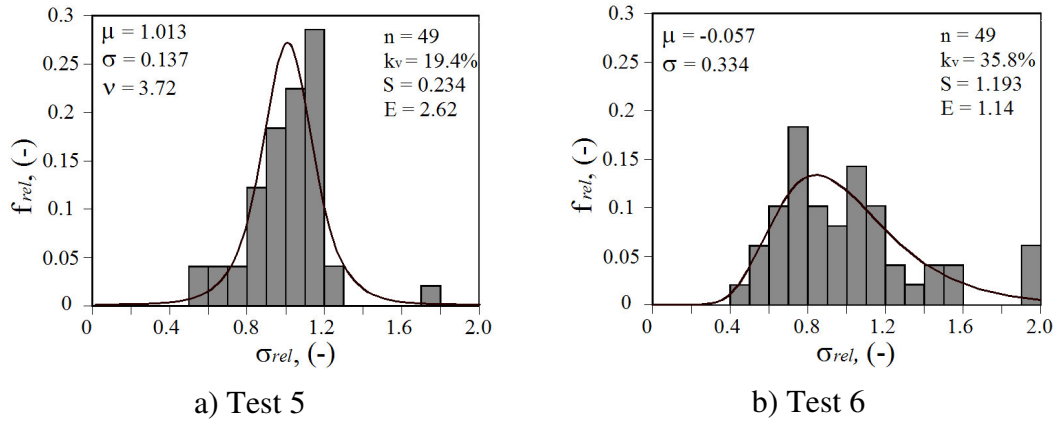 0.3
0.25
0.2
0.15
0.1
0.05
0
f rel, (-)
μ = 1.013
σ = 0.137
ν = 3.72
n = 49
kv = 19.4%
S = 0.234
E = 2.62
0 0.4 0.8 1.2 1.6 2.0
σrel, (-)
a) Test 5
0.3
0.25
0.2
0.15
0.1
0.05
0
f rel, (-)
μ = -0.057
σ = 0.334
n = 49
kv = 35.8%
S = 1.193
E = 1.14
0 0.4 0.8 1.2 1.6 2.0
σrel, (-)
b) Test 6